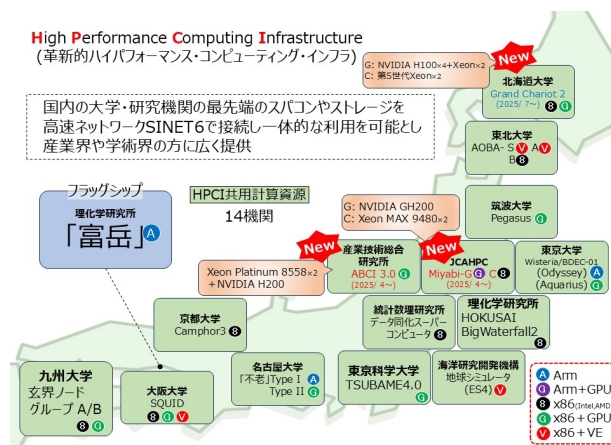 High Performance Computing Infrastructure
(革新的ハイパフォーマンス・コンピューティング・インフラ)
国内の大学・研究機関の最先端のスパコンやストレージを
高速ネットワークSINET6で接続し一体的な利用を可能とし
産業界や学術界の方に広く提供
G: NVIDIA H100×4+Xeon×2
C: 第5世代Xeon×2
New
北海道大学
Grand Chariot 2
(2025/ 7~) 8 G
東北大学
AOBA- S V A V
B 8
フラッグシップ
理化学研究所
「富岳」A
HPCI共用計算資源
14機関
G: NVIDIA GH200
C: Xeon MAX 9480×2
筑波大学
Pegasus G
Xeon Platinum 8558×2
+NVIDIA H200
New
産業技術総合
研究所
ABCI 3.0 G
(2025/ 4~)
New
JCAHPC
Miyabi-G G C 8
(2025/ 4~)
東京大学
Wisteria/BDEC-01
(Odyssey) A
(Aquarius) G
京都大学
Camphor3 8
統計数理研究所
データ同化スーパー
コンピュータ 8
理化学研究所
HOKUSAI
BigWaterfall2
8
九州大学
玄界ノード
グループ A/B
8 G
大阪大学
SQUID
8 G V
名古屋大学
「不老」Type I A
Type II G
東京科学大学
TSUBAME4.0
G
海洋研究開発機構
地球シミュレータ
(ES4) V
A Arm
G Arm+GPU
8 x86(Intel,AMD)
G x86+GPU
V x86+VE